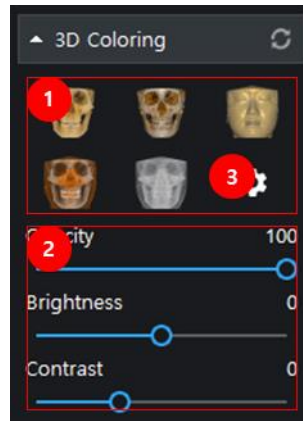 3D Coloring
1
3
2
Opacity 100
Brightness 0
Contrast 0